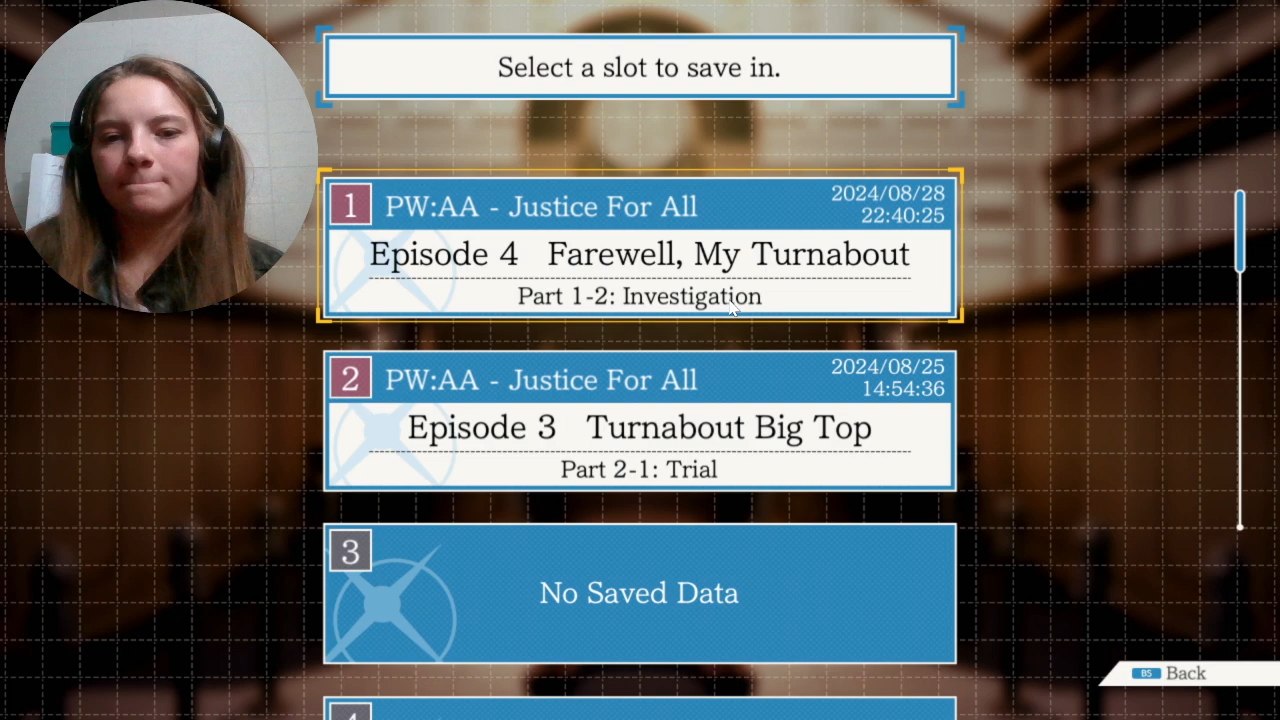 Select a slot to save in.
1 PW:AA - Justice For All 2024/08/28
22:40:25
Episode 4 Farewell, My Turnabout
Part 1-2: Investigation
2 PW:AA - Justice For All 2024/08/25
14:54:36
Episode 3 Turnabout Big Top
Part 2-1: Trial
3
No Saved Data
BS Back
4